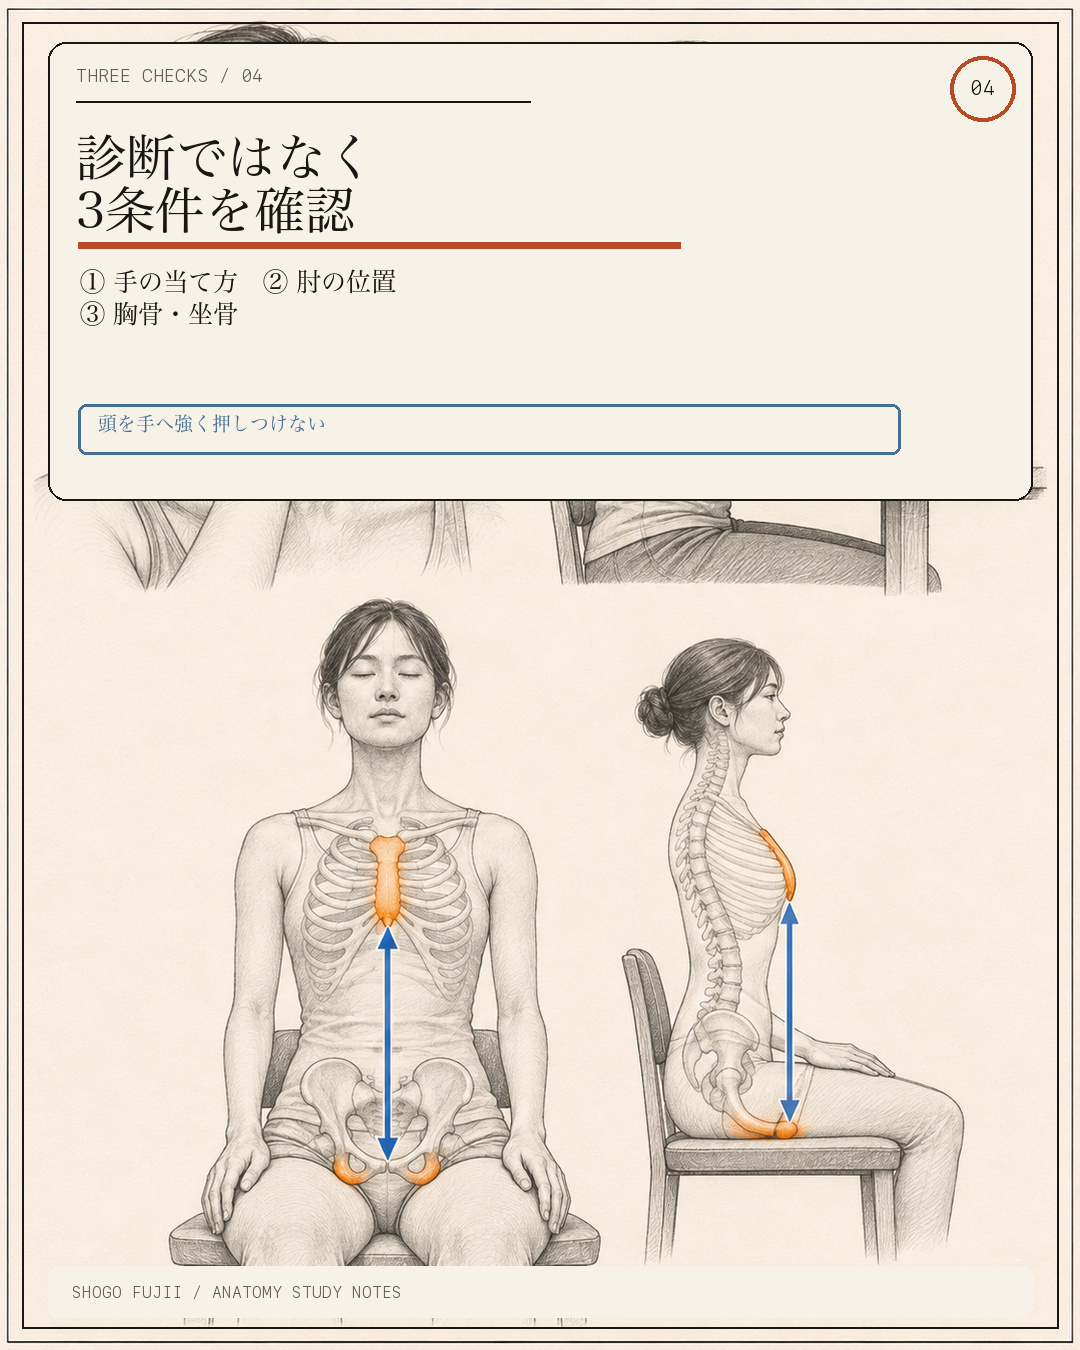 THREE CHECKS / 04
04
診断ではなく
3条件を確認
① 手の当て方　② 肘の位置
③ 胸骨・坐骨
頭を手へ強く押しつけない
SHOGO FUJII / ANATOMY STUDY NOTES